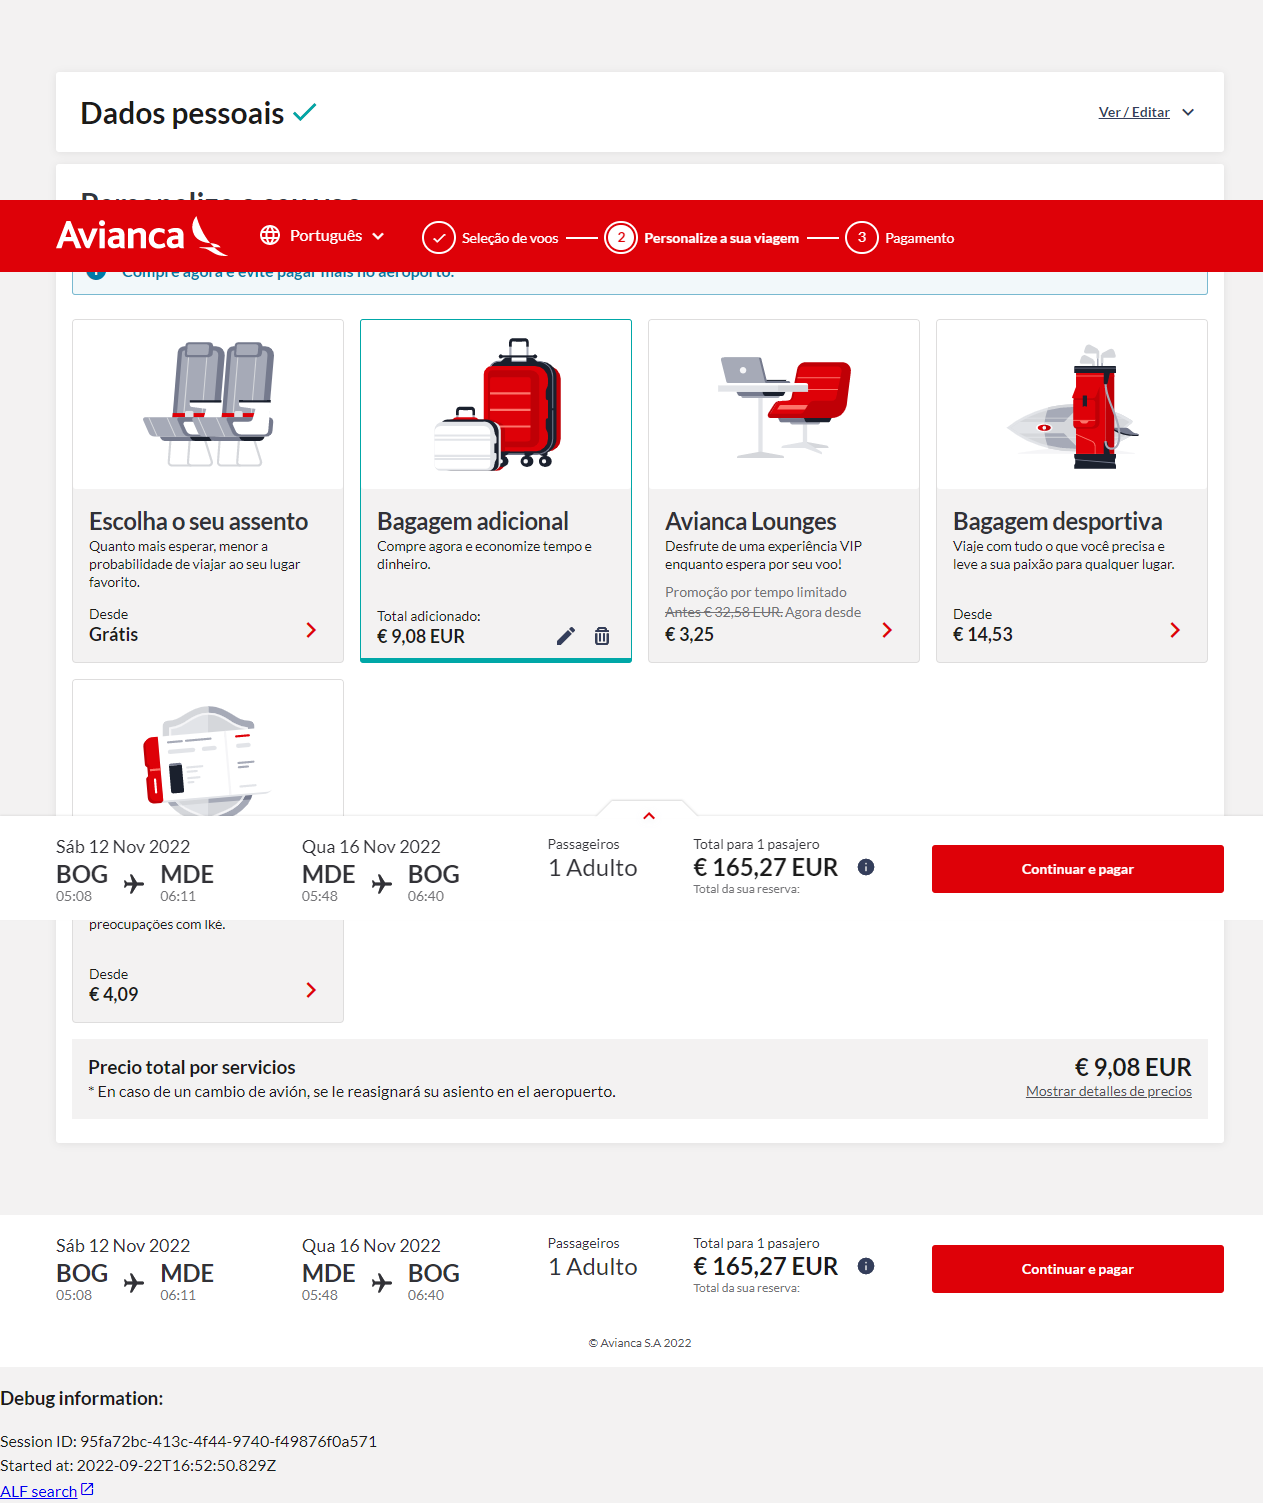 Dados pessoais
Ver / Editar
Avianca
Português
Seleção de voos
2
Personalize a sua viagem
3
Pagamento
Compre agora e evite pagar mais no aeroporto.
Escolha o seu assento
Quanto mais esperar, menor a
probabilidade de viajar ao seu lugar
favorito.
Desde
Grátis
Bagagem adicional
Compre agora e economize tempo e
dinheiro.
Total adicionado:
€ 9,08 EUR
Avianca Lounges
Desfrute de uma experiência VIP
enquanto espera por seu voo!
Promoção por tempo limitado
Antes € 32,58 EUR. Agora desde
€ 3,25
Bagagem desportiva
Viaje com tudo o que você precisa e
leve a sua paixão para qualquer lugar.
Desde
€ 14,53
Sáb 12 Nov 2022
BOG MDE
05:08 06:11
Qua 16 Nov 2022
MDE BOG
05:48 06:40
Passageiros
1 Adulto
Total para 1 pasajero
€ 165,27 EUR
Total da sua reserva:
Continuar e pagar
preocupações com Iké.
Desde
€ 4,09
Precio total por servicios
* En caso de un cambio de avión, se le reasignará su asiento en el aeropuerto.
€ 9,08 EUR
Mostrar detalles de precios
Sáb 12 Nov 2022
BOG MDE
05:08 06:11
Qua 16 Nov 2022
MDE BOG
05:48 06:40
Passageiros
1 Adulto
Total para 1 pasajero
€ 165,27 EUR
Total da sua reserva:
Continuar e pagar
© Avianca S.A 2022
Debug information:
Session ID: 95fa72bc-413c-4f44-9740-f49876f0a571
Started at: 2022-09-22T16:52:50.829Z
ALF search